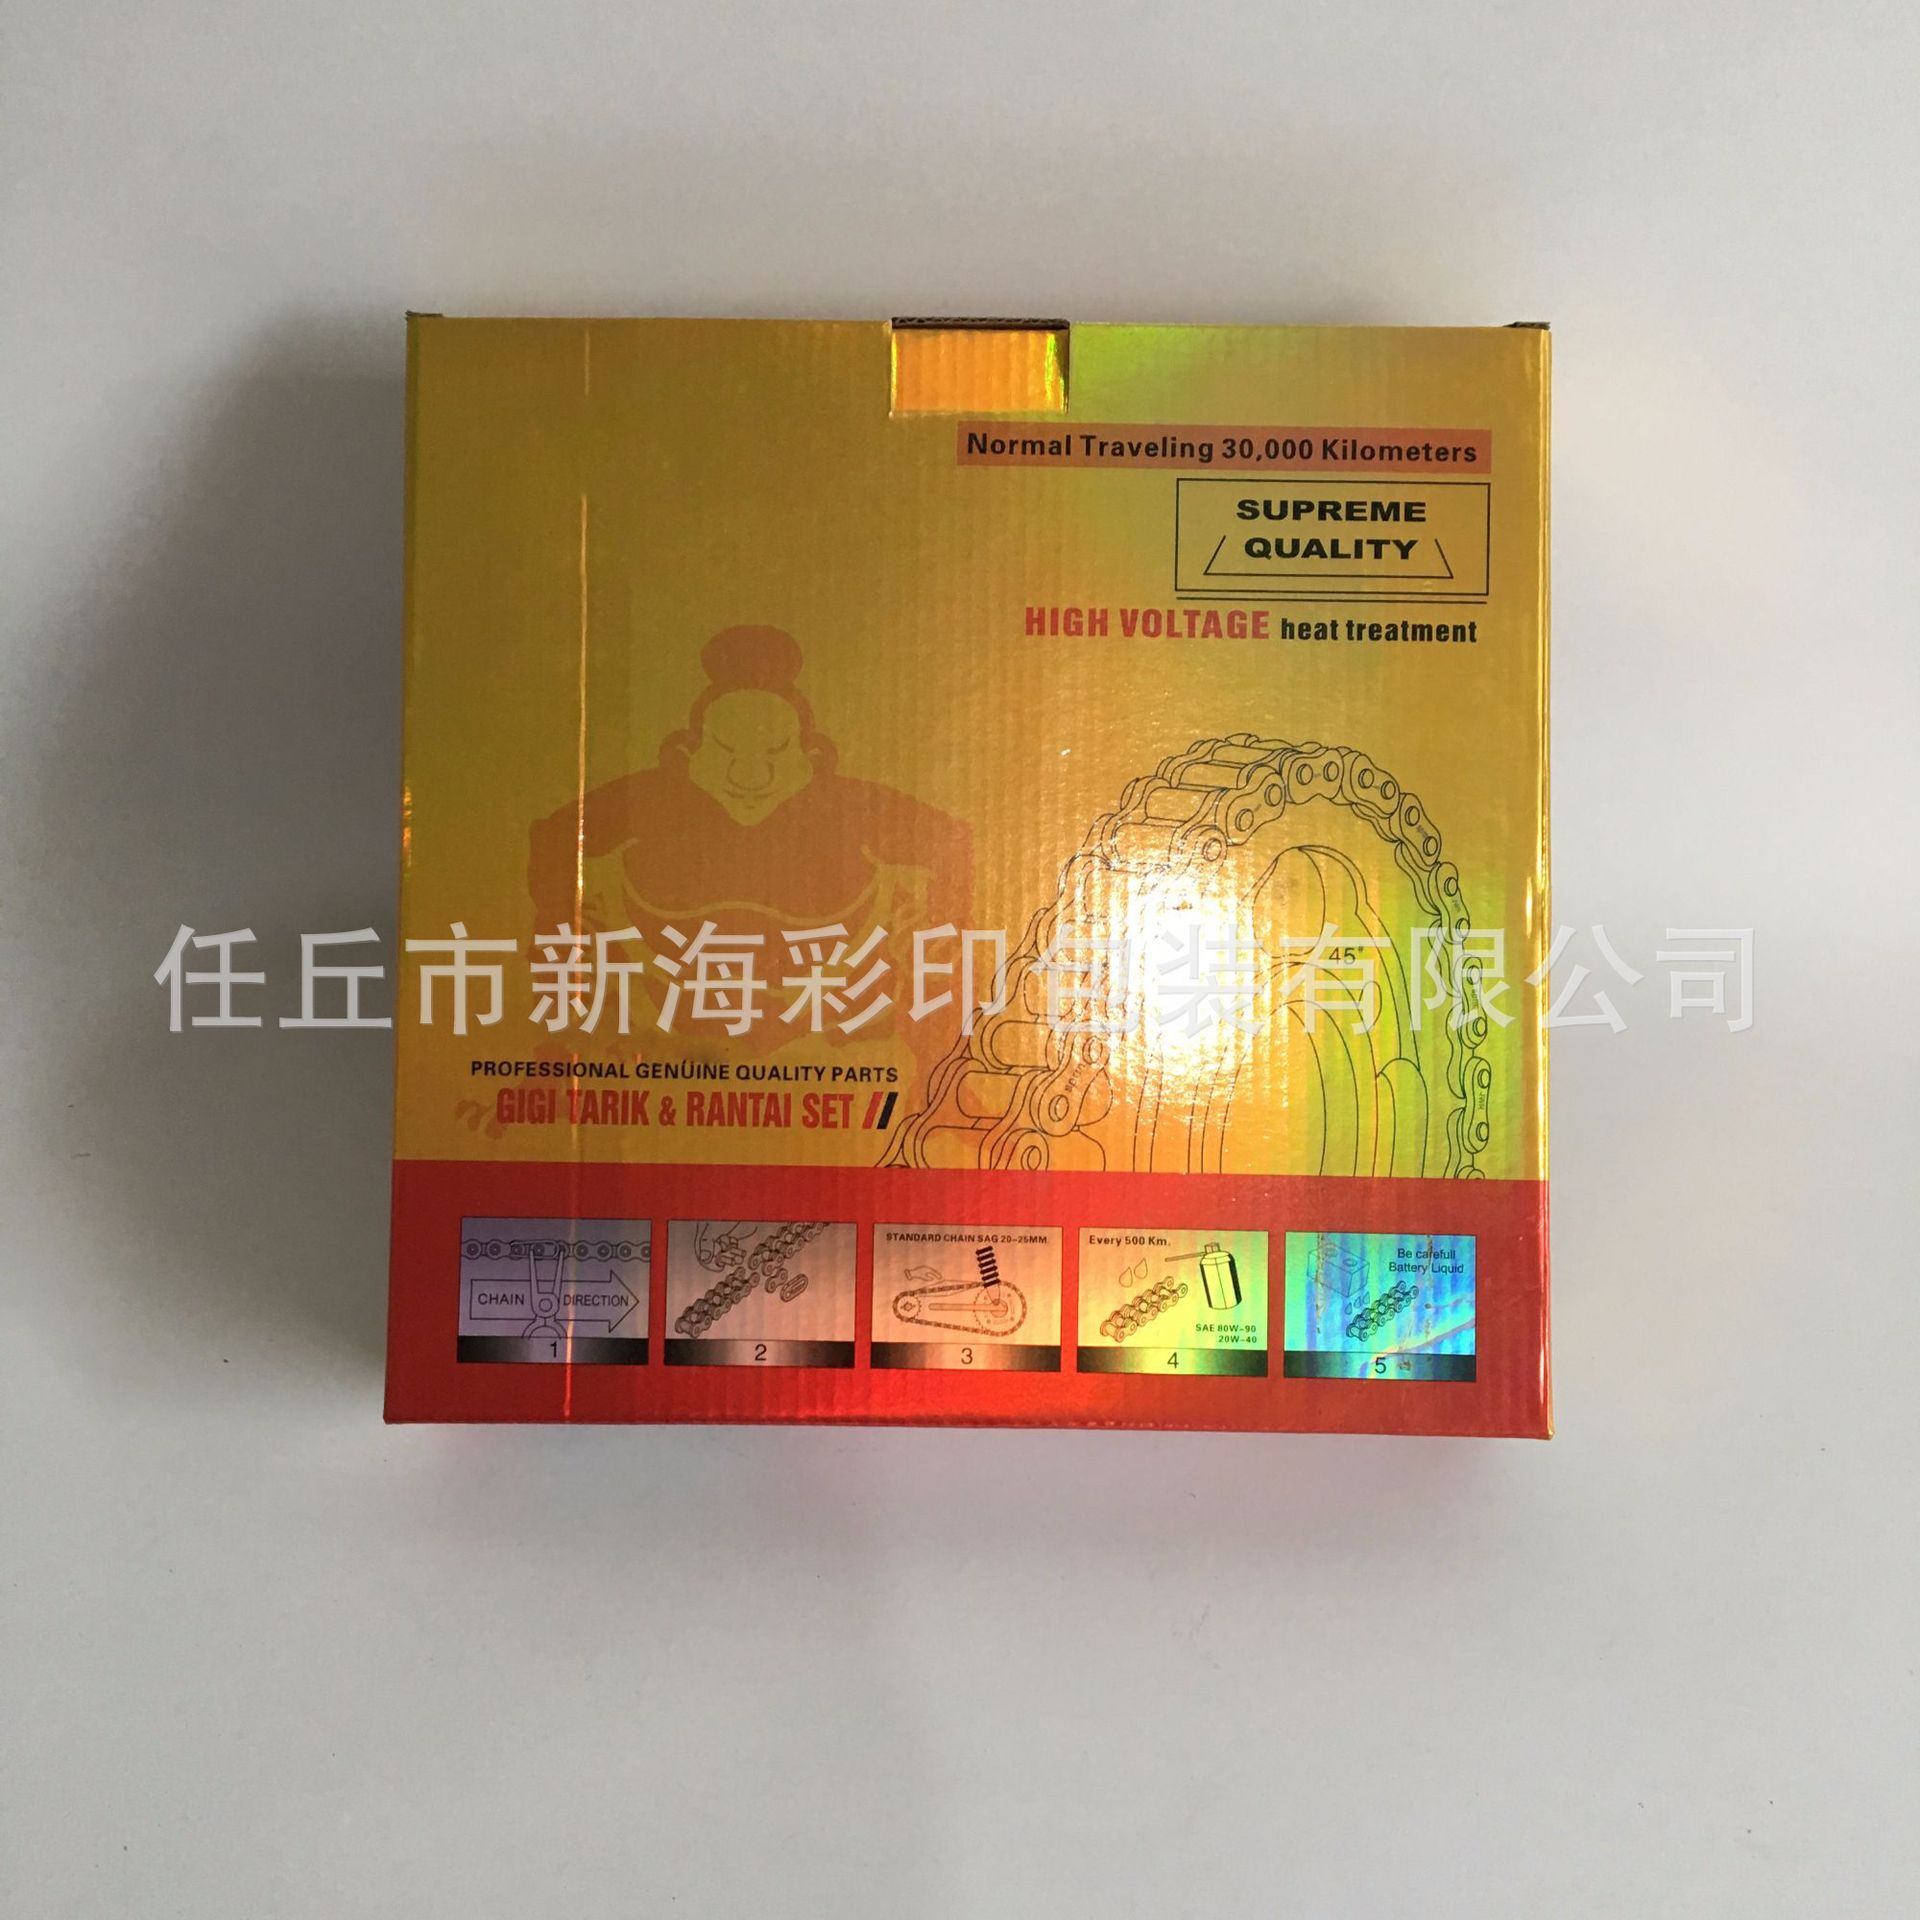 Normal Traveling 30,000 Kilometers
SUPREME
QUALITY
HIGH VOLTAGE heat treatment
45#
任丘市新海彩印包装有限公司
PROFESSIONAL GENÜINE QUALITY PARTS
GIGI TARIK & RANTAI SET
CHAIN DIRECTION
1
2
STANDARD CHAIN SAG 20-25MM
3
Every 500 Km.
SAE 80W-90
20W-40
4
Be carefull
Battery Liquid
5